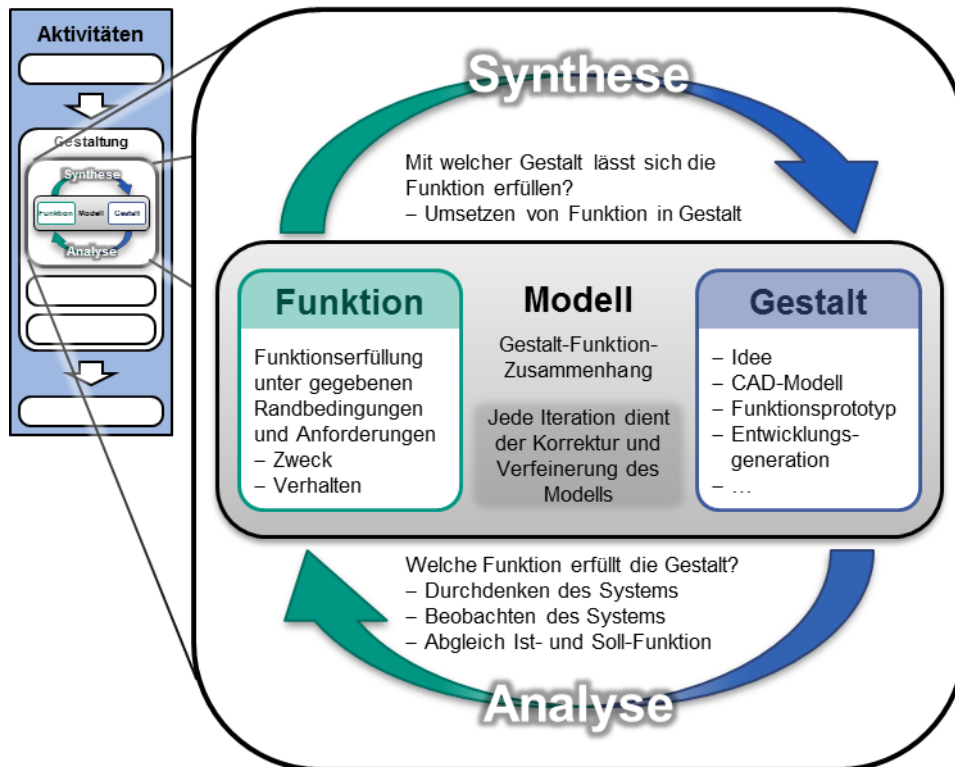 Aktivitäten
Gestaltung
Synthese
Funktion Modell Gestalt
Analyse
Synthese
Mit welcher Gestalt lässt sich die
Funktion erfüllen?
– Umsetzen von Funktion in Gestalt
Funktion
Funktionserfüllung
unter gegebenen
Randbedingungen
und Anforderungen
– Zweck
– Verhalten
Modell
Gestalt-Funktion-
Zusammenhang
Jede Iteration dient
der Korrektur und
Verfeinerung des
Modells
Gestalt
– Idee
– CAD-Modell
– Funktionsprototyp
– Entwicklungs-
generation
– …
Welche Funktion erfüllt die Gestalt?
– Durchdenken des Systems
– Beobachten des Systems
– Abgleich Ist- und Soll-Funktion
Analyse